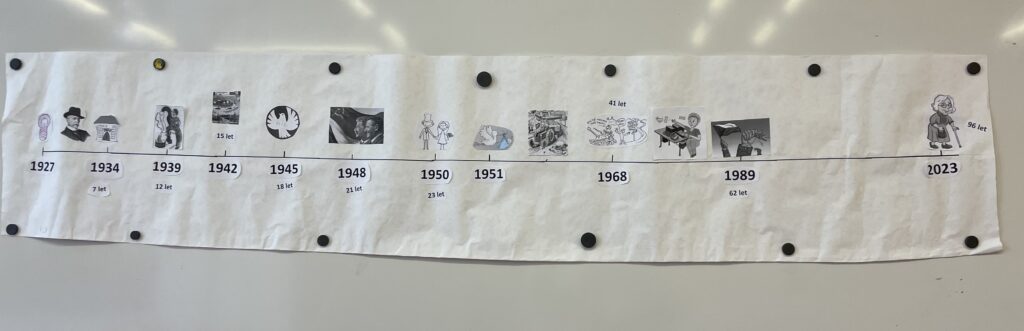 41 let
96 let
15 let
1927 1934 1939 1942 1945 1948 1950 1951 1968 1989 2023
7 let 12 let 18 let 21 let 23 let 62 let